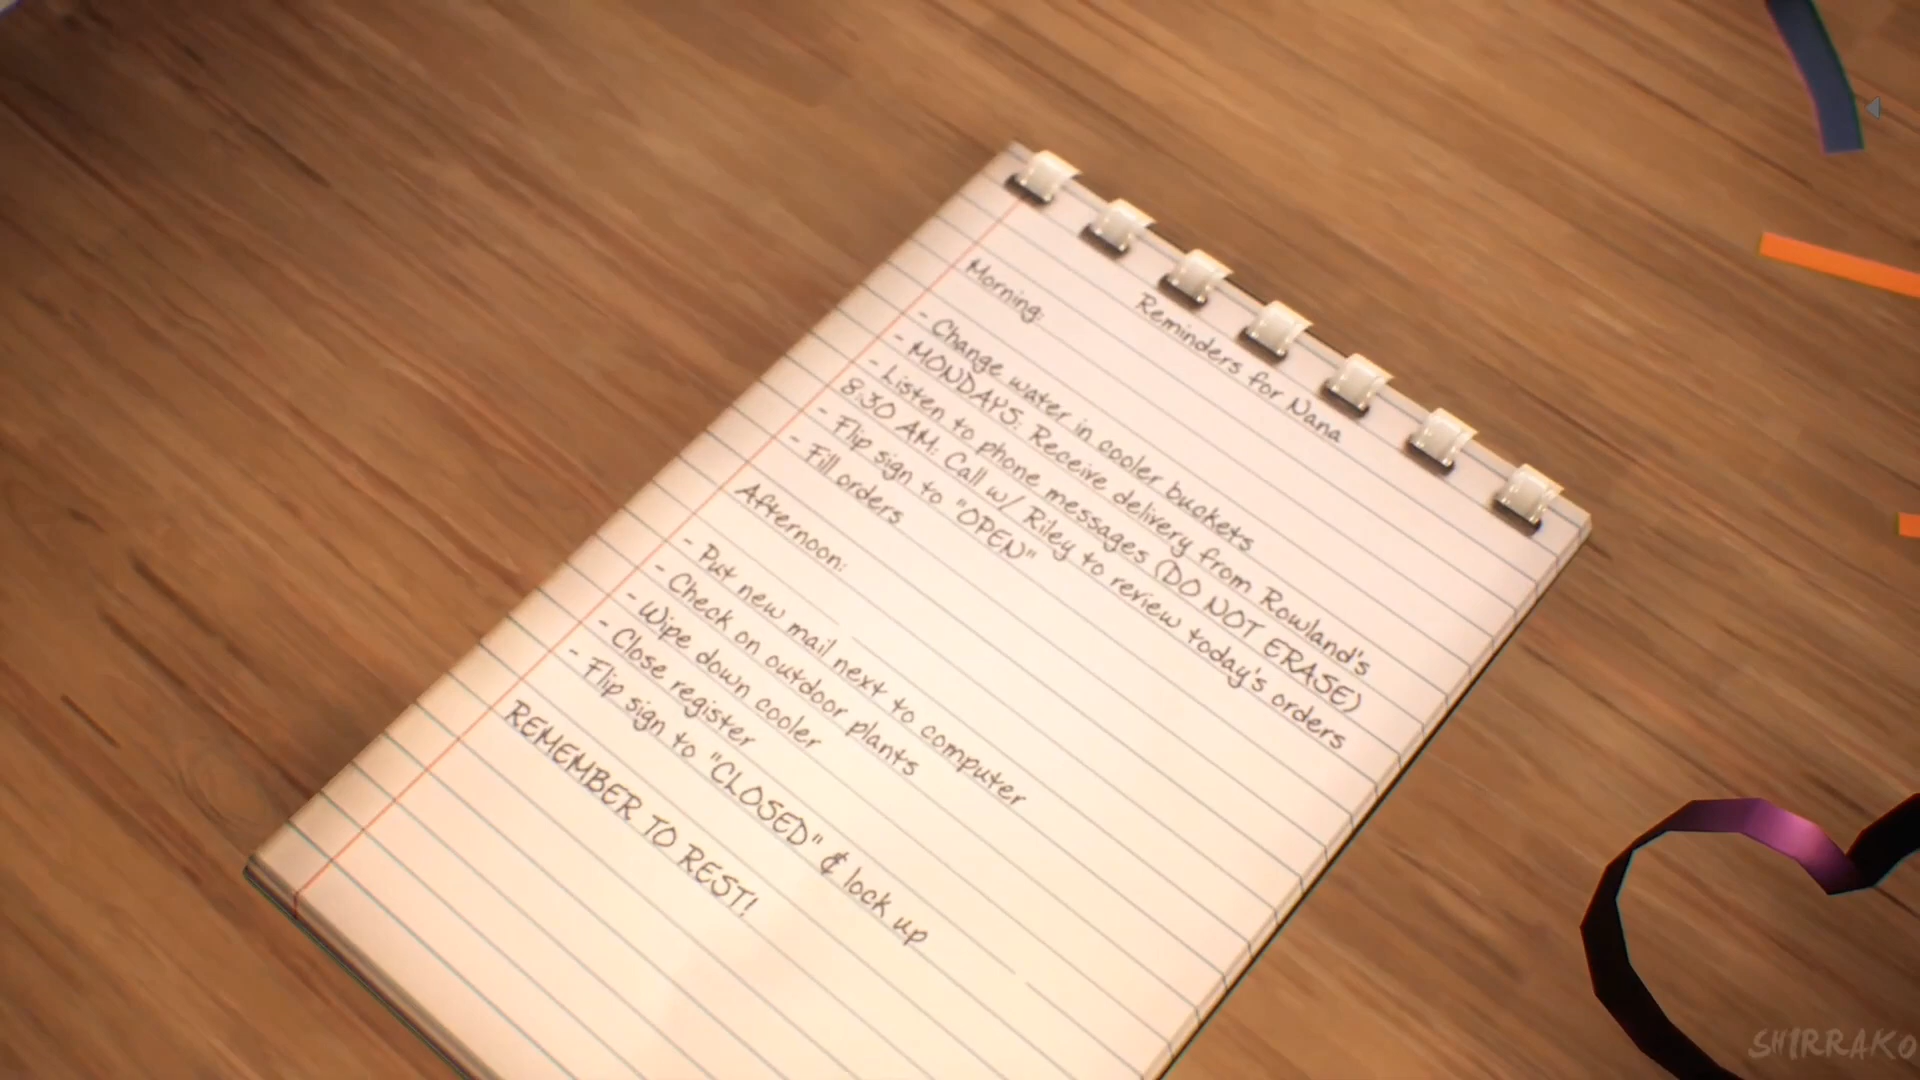 Reminders for Nana
Morning:
- Change water in cooler buckets
- MONDAYS: Receive delivery from Rowland's
- Listen to phone messages (DO NOT ERASE)
8:30 AM: Call w/ Riley to review today's orders
- Flip sign to "OPEN"
- Fill orders
Afternoon:
- Put new mail next to computer
- Check on outdoor plants
- Wipe down cooler
- Close register
- Flip sign to "CLOSED" & lock up
REMEMBER TO REST!
SHIRRAKO